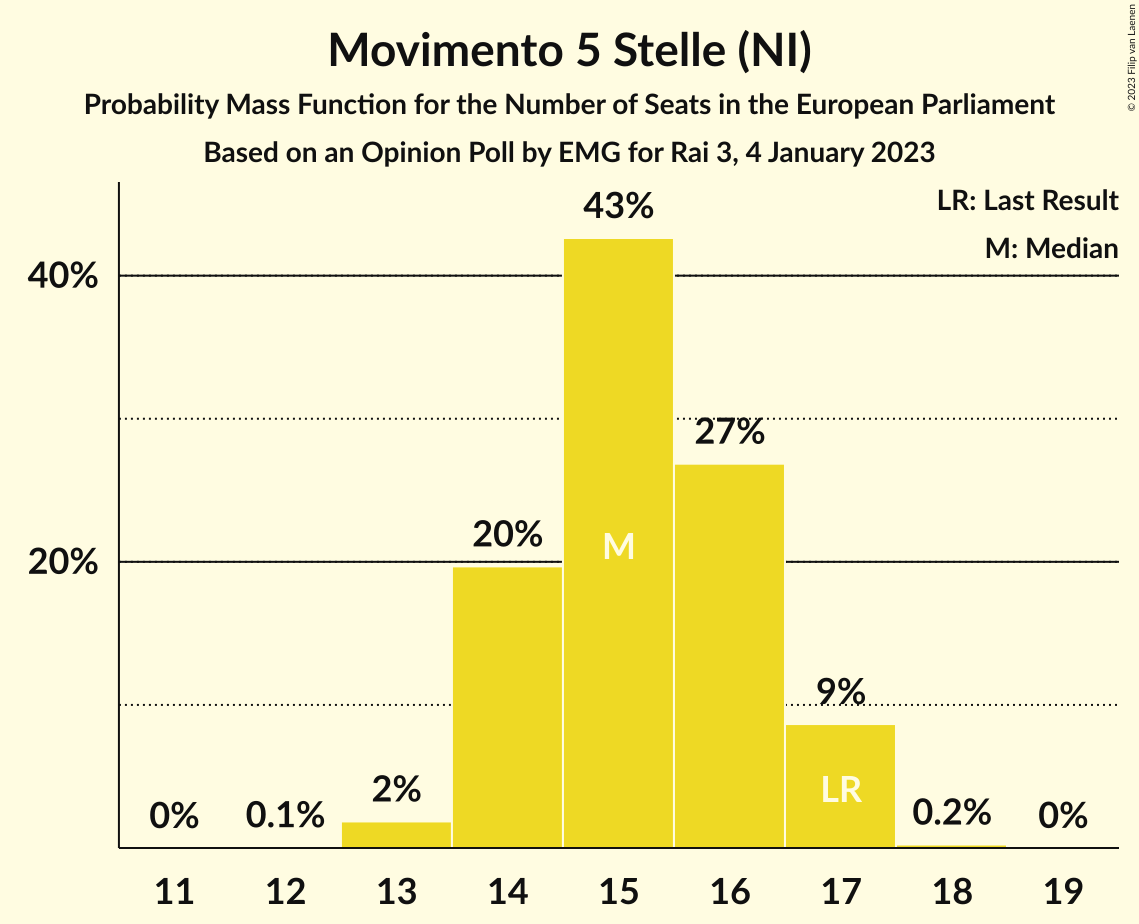 Movimento 5 Stelle (NI)
Probability Mass Function for the Number of Seats in the European Parliament
Based on an Opinion Poll by EMG for Rai 3, 4 January 2023
© 2023 Filip van Laenen
LR: Last Result
M: Median
43%
40%
27%
20%
M
20%
9%
LR
2%
0%
0.1%
0.2%
0%
11 12 13 14 15 16 17 18 19